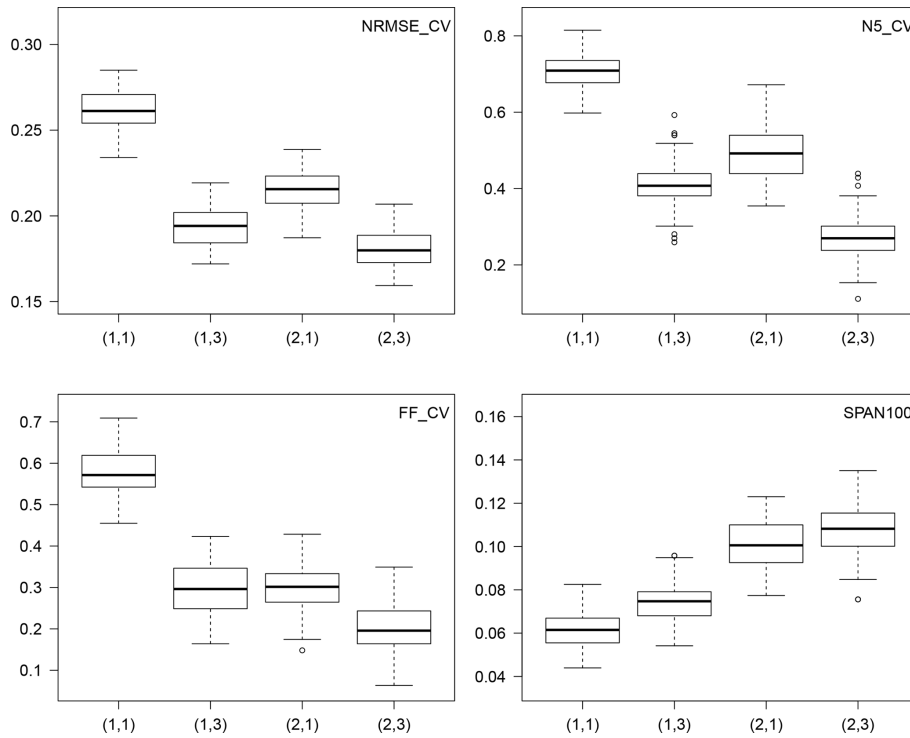 NRMSE_CV
0.30
0.25
0.20
0.15
(1,1) (1,3) (2,1) (2,3)
N5_CV
0.8
0.6
0.4
0.2
(1,1) (1,3) (2,1) (2,3)
FF_CV
0.7
0.6
0.5
0.4
0.3
0.2
0.1
(1,1) (1,3) (2,1) (2,3)
SPAN100
0.16
0.14
0.12
0.10
0.08
0.06
0.04
(1,1) (1,3) (2,1) (2,3)